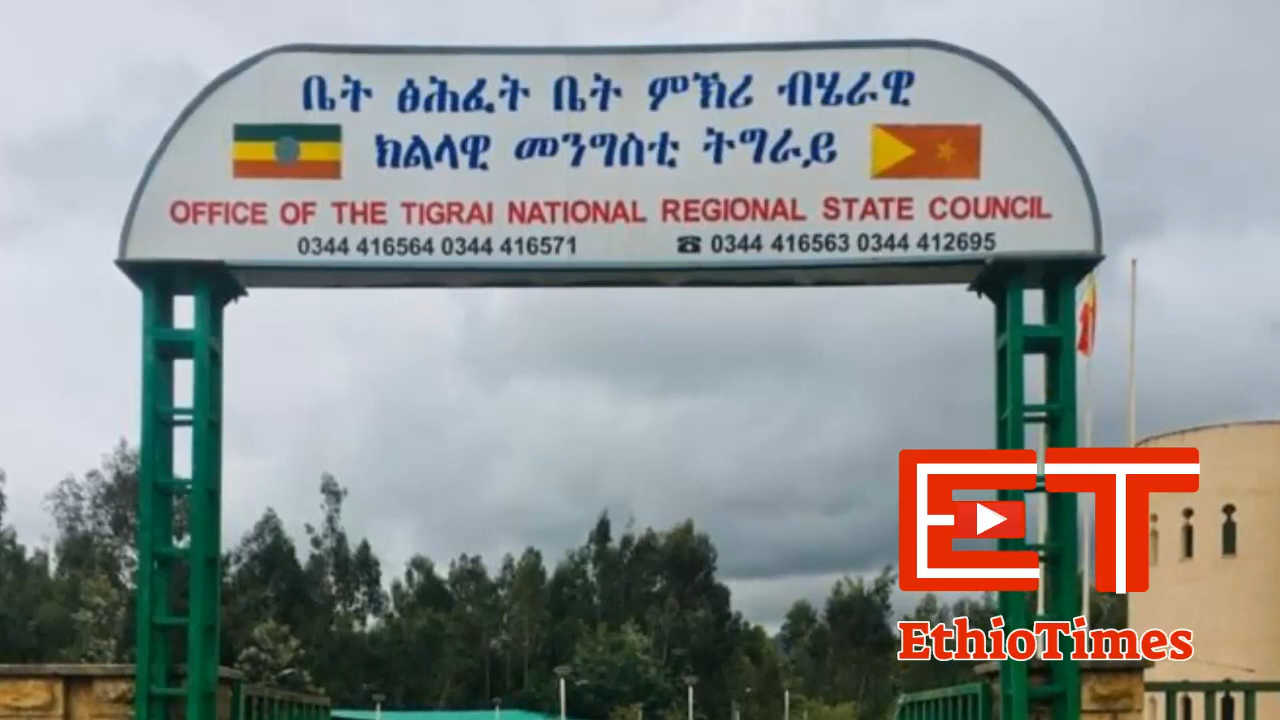 ቤት ፅሕፈት ቤት ምኽሪ ብሄራዊ
ክልላዊ መንግስቲ ትግራይ
OFFICE OF THE TIGRAI NATIONAL REGIONAL STATE COUNCIL
0344 416564 0344 416571 ☎ 0344 416563 0344 412695
ET
EthioTimes